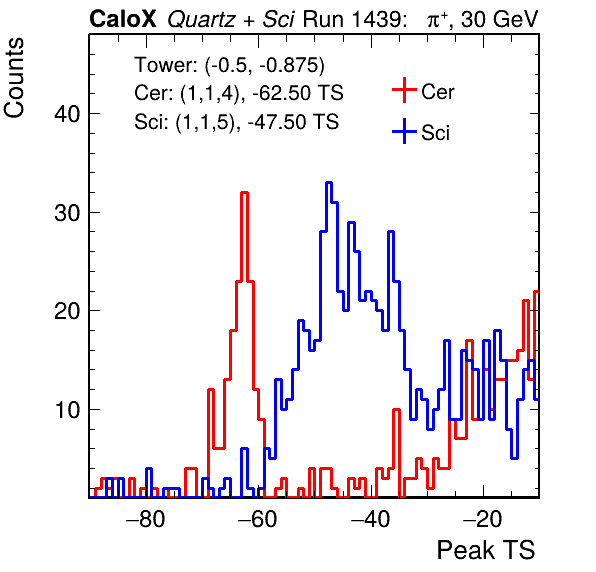 CaloX Quartz + Sci Run 1439: π⁺, 30 GeV
Counts
Tower: (-0.5, -0.875)
Cer: (1,1,4), -62.50 TS
Sci: (1,1,5), -47.50 TS
Cer
Sci
40
30
20
10
−80 −60 −40 −20
Peak TS